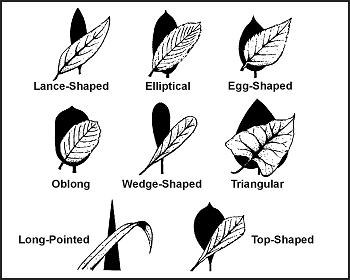 Lance-Shaped
Elliptical
Egg-Shaped
Oblong
Wedge-Shaped
Triangular
Long-Pointed
Top-Shaped